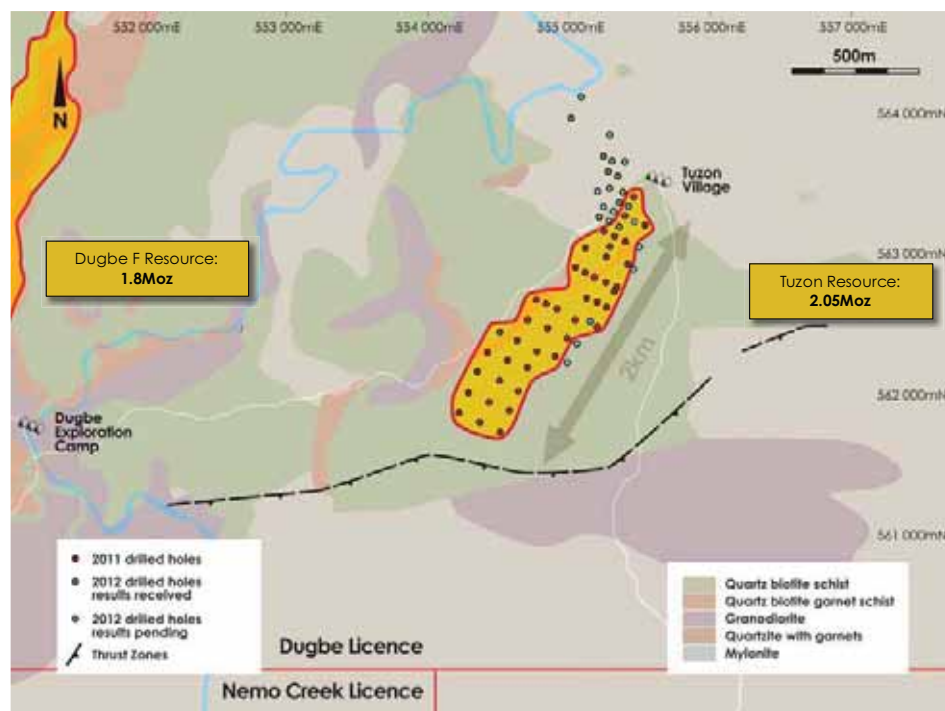 552 000mE 553 000mE 554 000mE 555 000mE 556 000mE 557 000mE
500m
564 000mN
N
Tuzon
Village
Dugbe F Resource:
1.8Moz
563 000mN
Tuzon Resource:
2.05Moz
2km
562 000mN
Dugbe
Exploration
Camp
561 000mN
2011 drilled holes
2012 drilled holes
results received
2012 drilled holes
results pending
Thrust Zones
Quartz biotite schist
Quartz biotite garnet schist
Granodiorite
Quartzite with garnets
Mylonite
Dugbe Licence
Nemo Creek Licence